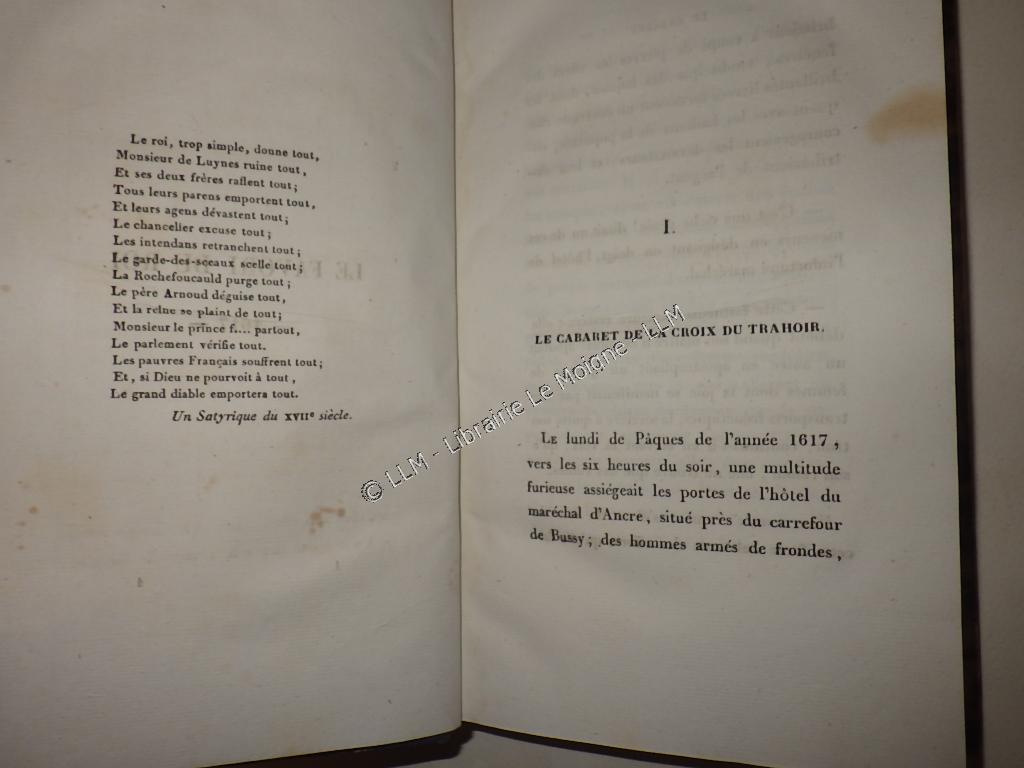 Le roi, trop simple, donne tout,
Monsieur de Luynes ruine tout,
Et ses deux frères raflent tout;
Tous leurs parens emportent tout,
Et leurs agens dévastent tout;
Le chancelier excuse tout;
Les intendans retranchent tout;
Le garde-des-sceaux scelle tout;
La Rochefoucauld purge tout;
Le père Arnoud déguise tout,
Et la reine se plaint de tout;
Monsieur le prince f.... partout,
Le parlement vérifie tout.
Les pauvres Français souffrent tout;
Et, si Dieu ne pourvoit à tout,
Le grand diable emportera tout.
Un Satyrique du XVIIe siècle.
I.
LE CABARET DE LA CROIX DU TRAHOIR.
LE lundi de Pâques de l'année 1617,
vers les six heures du soir, une multitude
furieuse assiégeait les portes de l'hôtel du
maréchal d'Ancre, situé près du carrefour
de Bussy; des hommes armés de frondes,
© LLM - Librairie Le Moigne - LLM